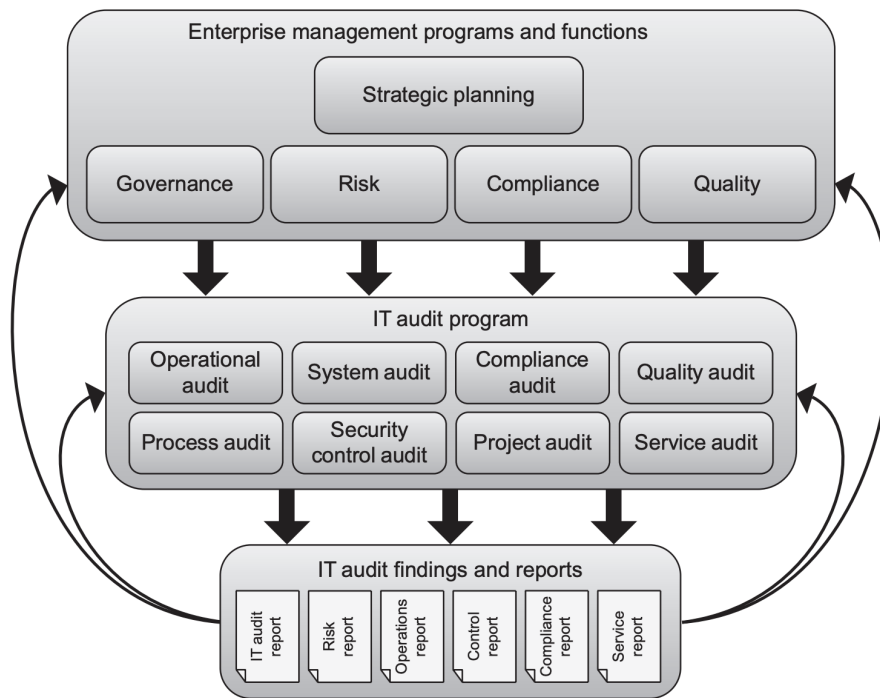 Enterprise management programs and functions
Strategic planning
Governance
Risk
Compliance
Quality
IT audit program
Operational
audit
System audit
Compliance
audit
Quality audit
Process audit
Security
control audit
Project audit
Service audit
IT audit findings and reports
IT audit
report
Risk
report
Operations
report
Control
report
Compliance
report
Service
report